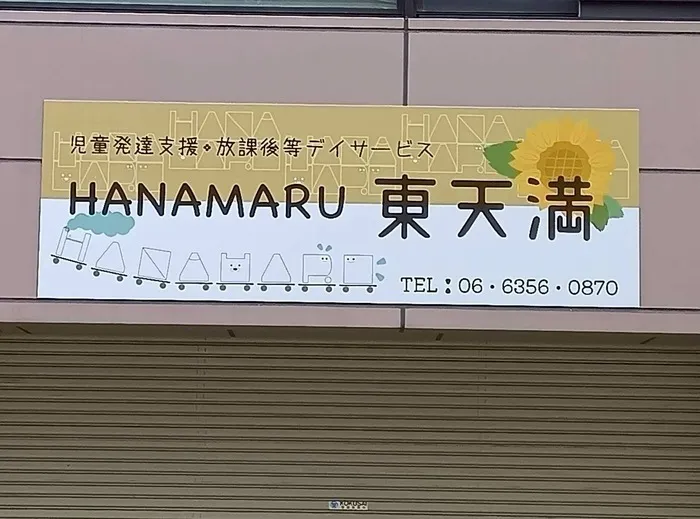 児童発達支援・放課後等デイサービス
HANAMARU 東天満
HANAMARU
TEL：06・6356・0870